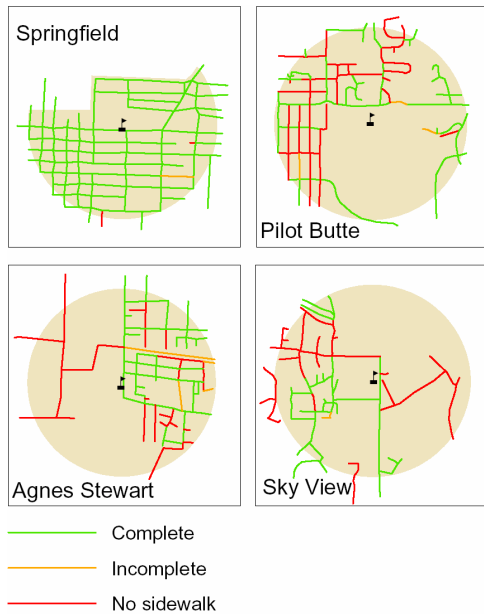 Springfield
Pilot Butte
Agnes Stewart
Sky View
Complete
Incomplete
No sidewalk